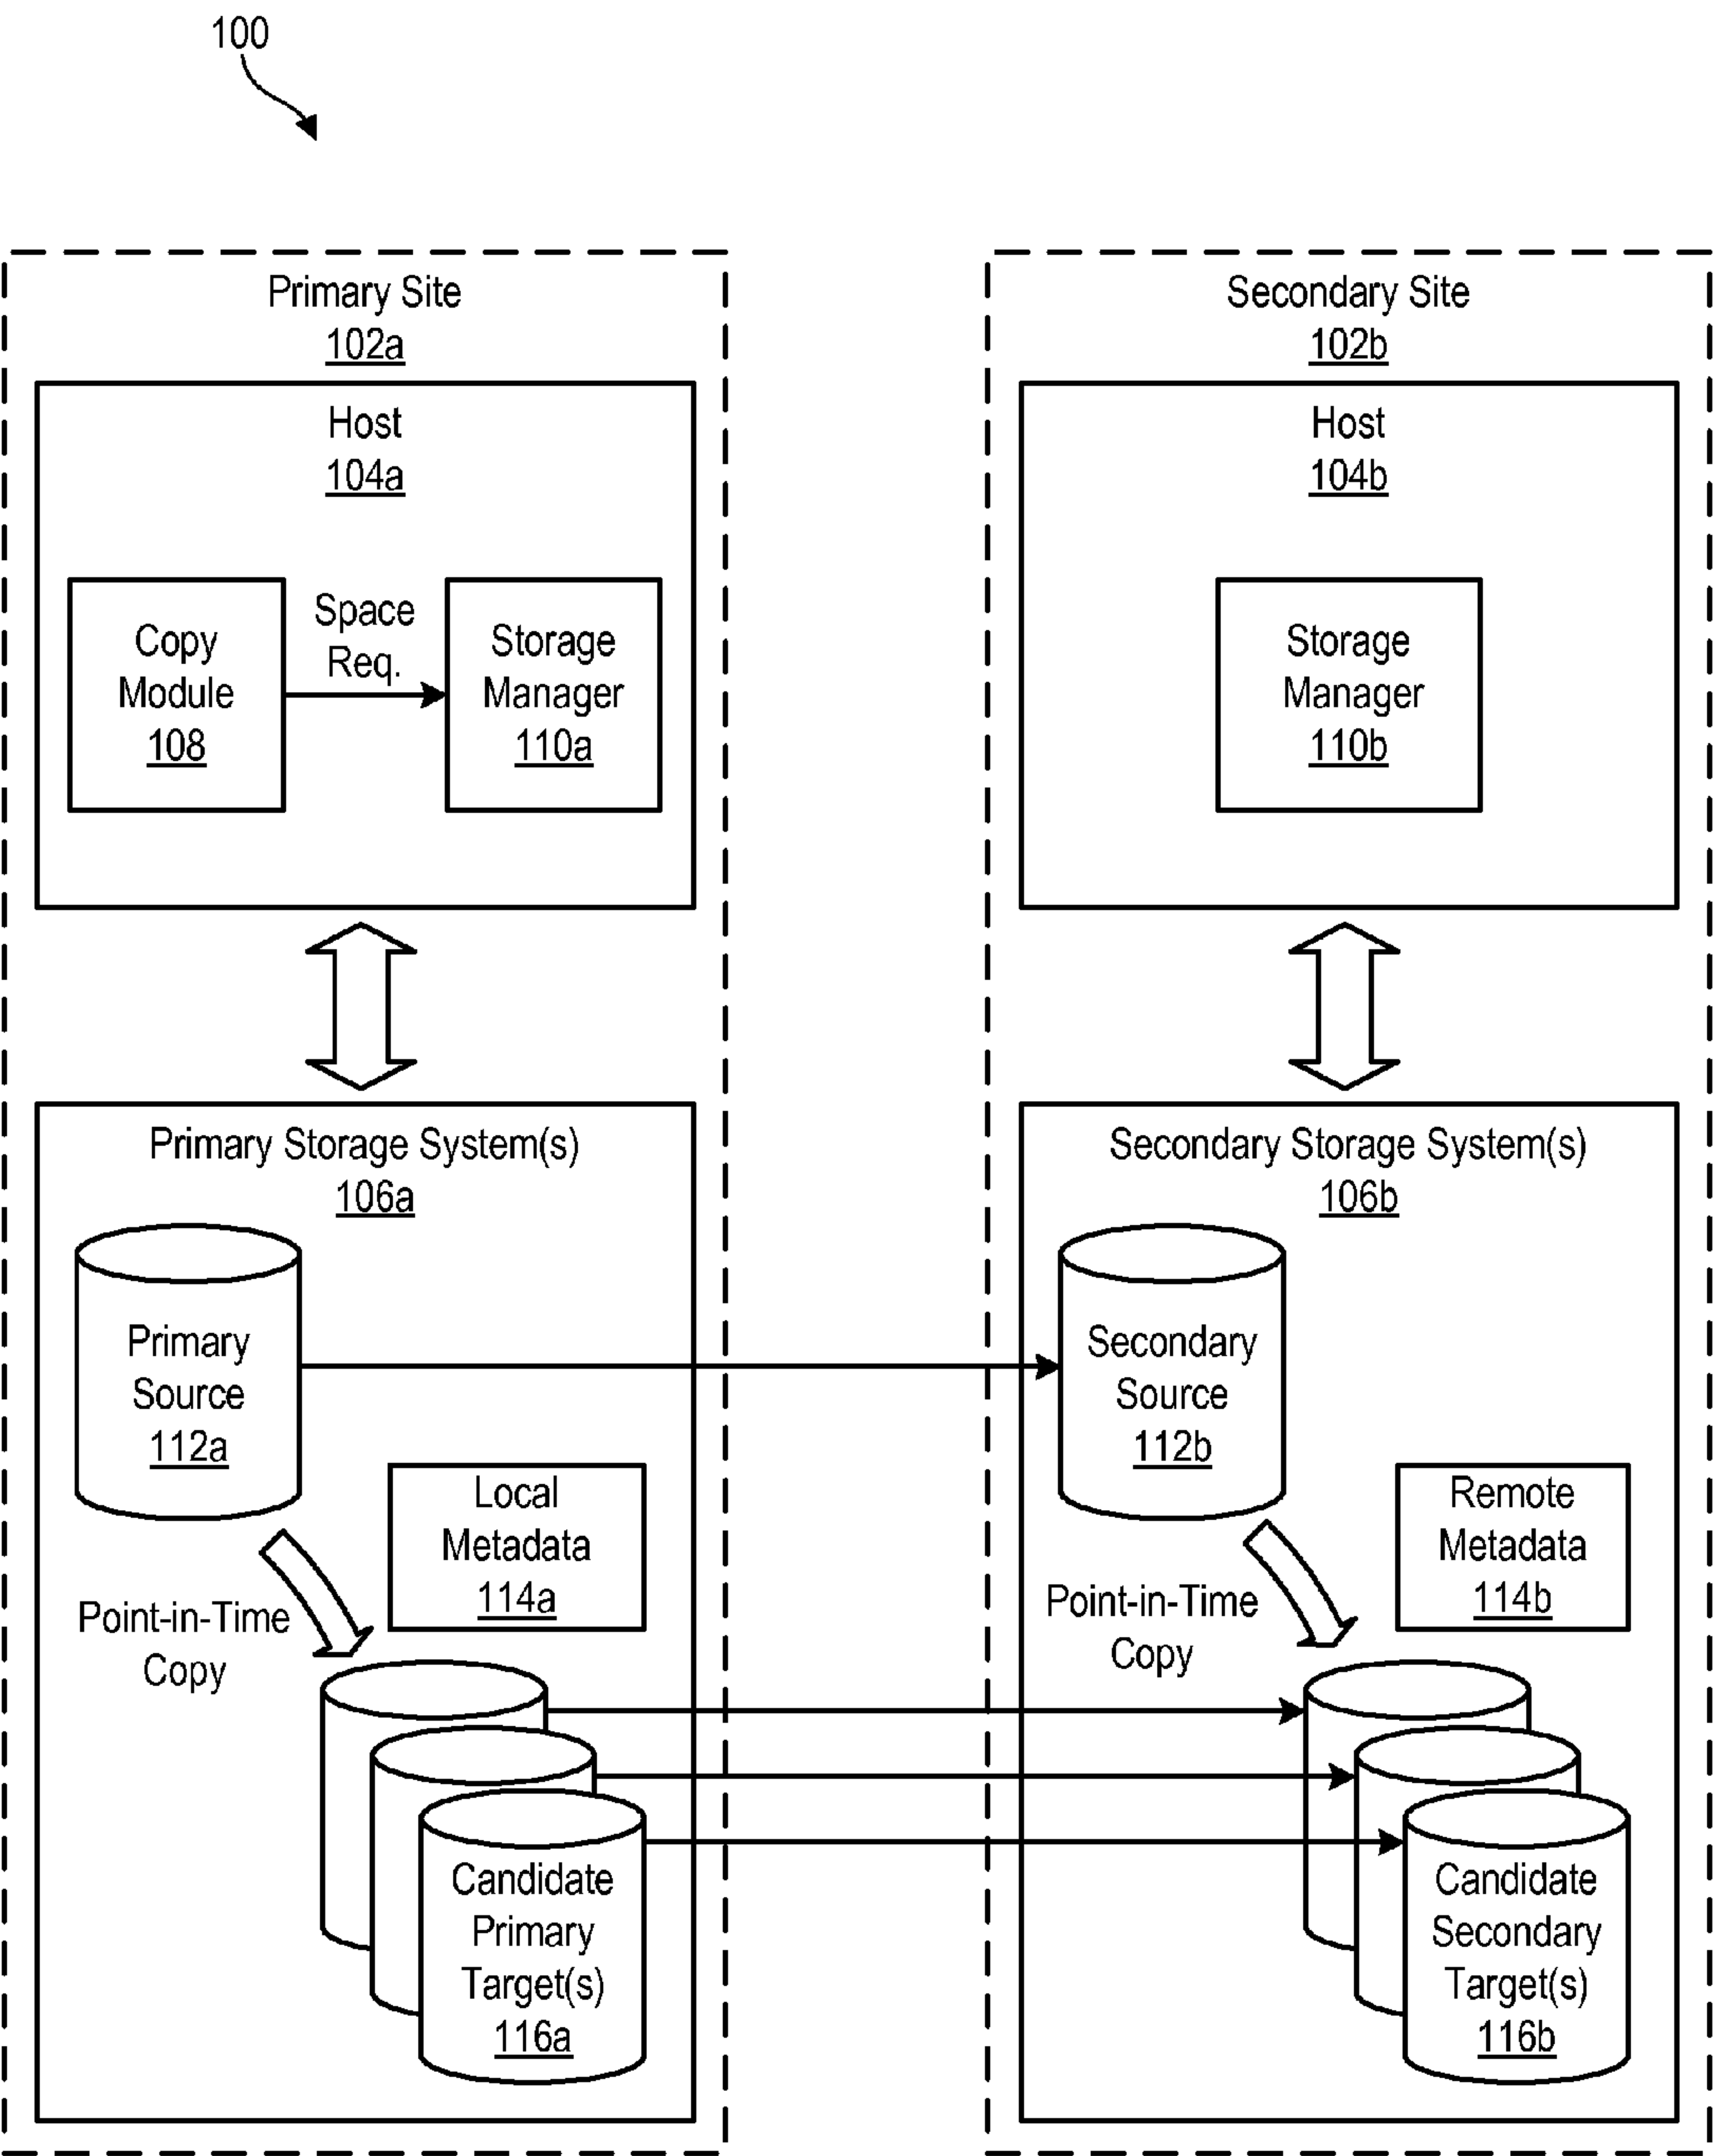 100
Primary Site
102a
Host
104a
Copy
Module
108
Space
Req.
Storage
Manager
110a
Primary Storage System(s)
106a
Primary
Source
112a
Local
Metadata
114a
Point-in-Time
Copy
Candidate
Primary
Target(s)
116a
Secondary Site
102b
Host
104b
Storage
Manager
110b
Secondary Storage System(s)
106b
Secondary
Source
112b
Remote
Metadata
114b
Point-in-Time
Copy
Candidate
Secondary
Target(s)
116b